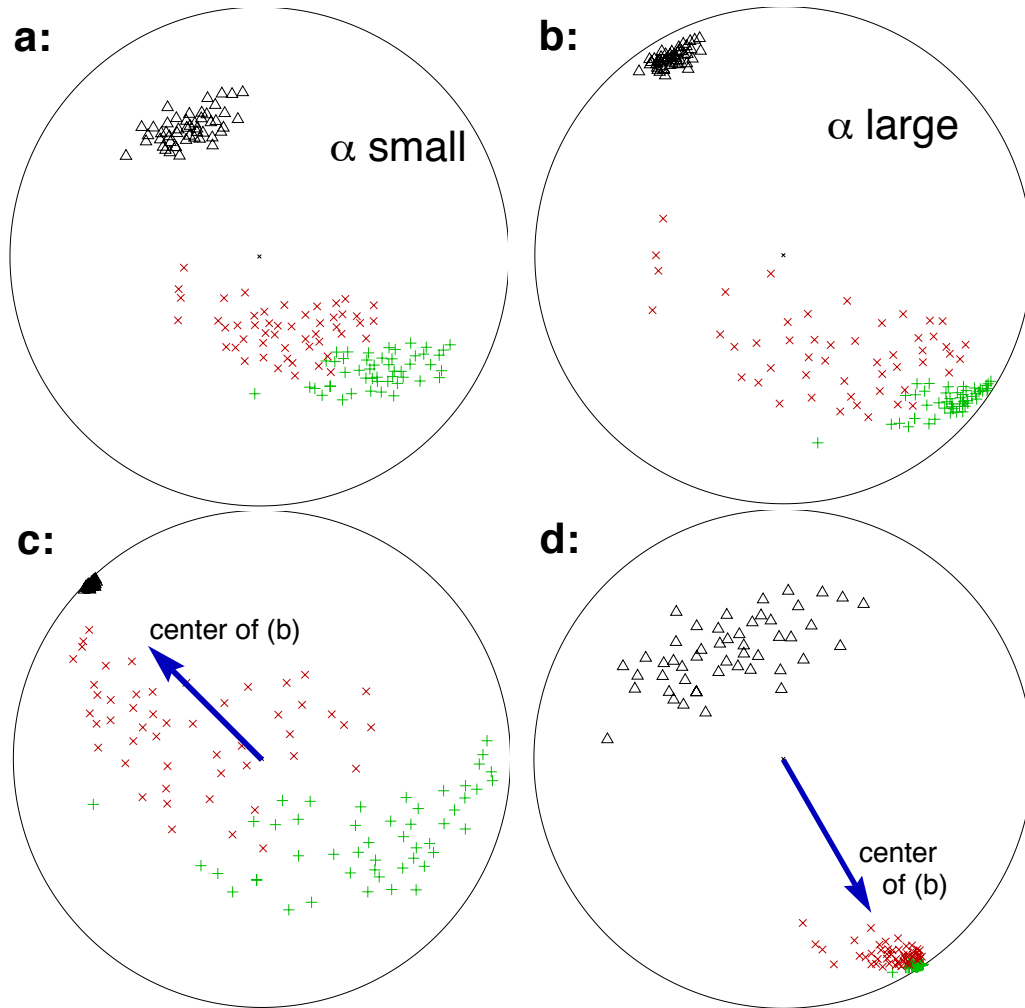 a:
α small
b:
α large
c:
center of (b)
d:
center
of (b)